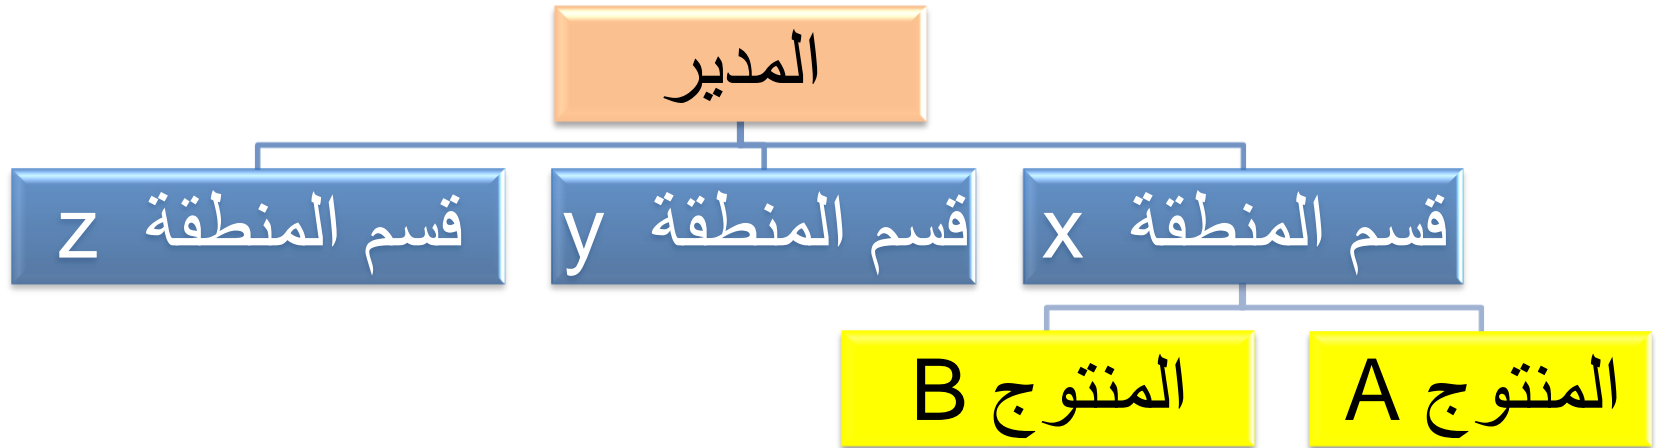 المدير
قسم المنطقة x
قسم المنطقة y
قسم المنطقة z
المنتوج A
المنتوج B